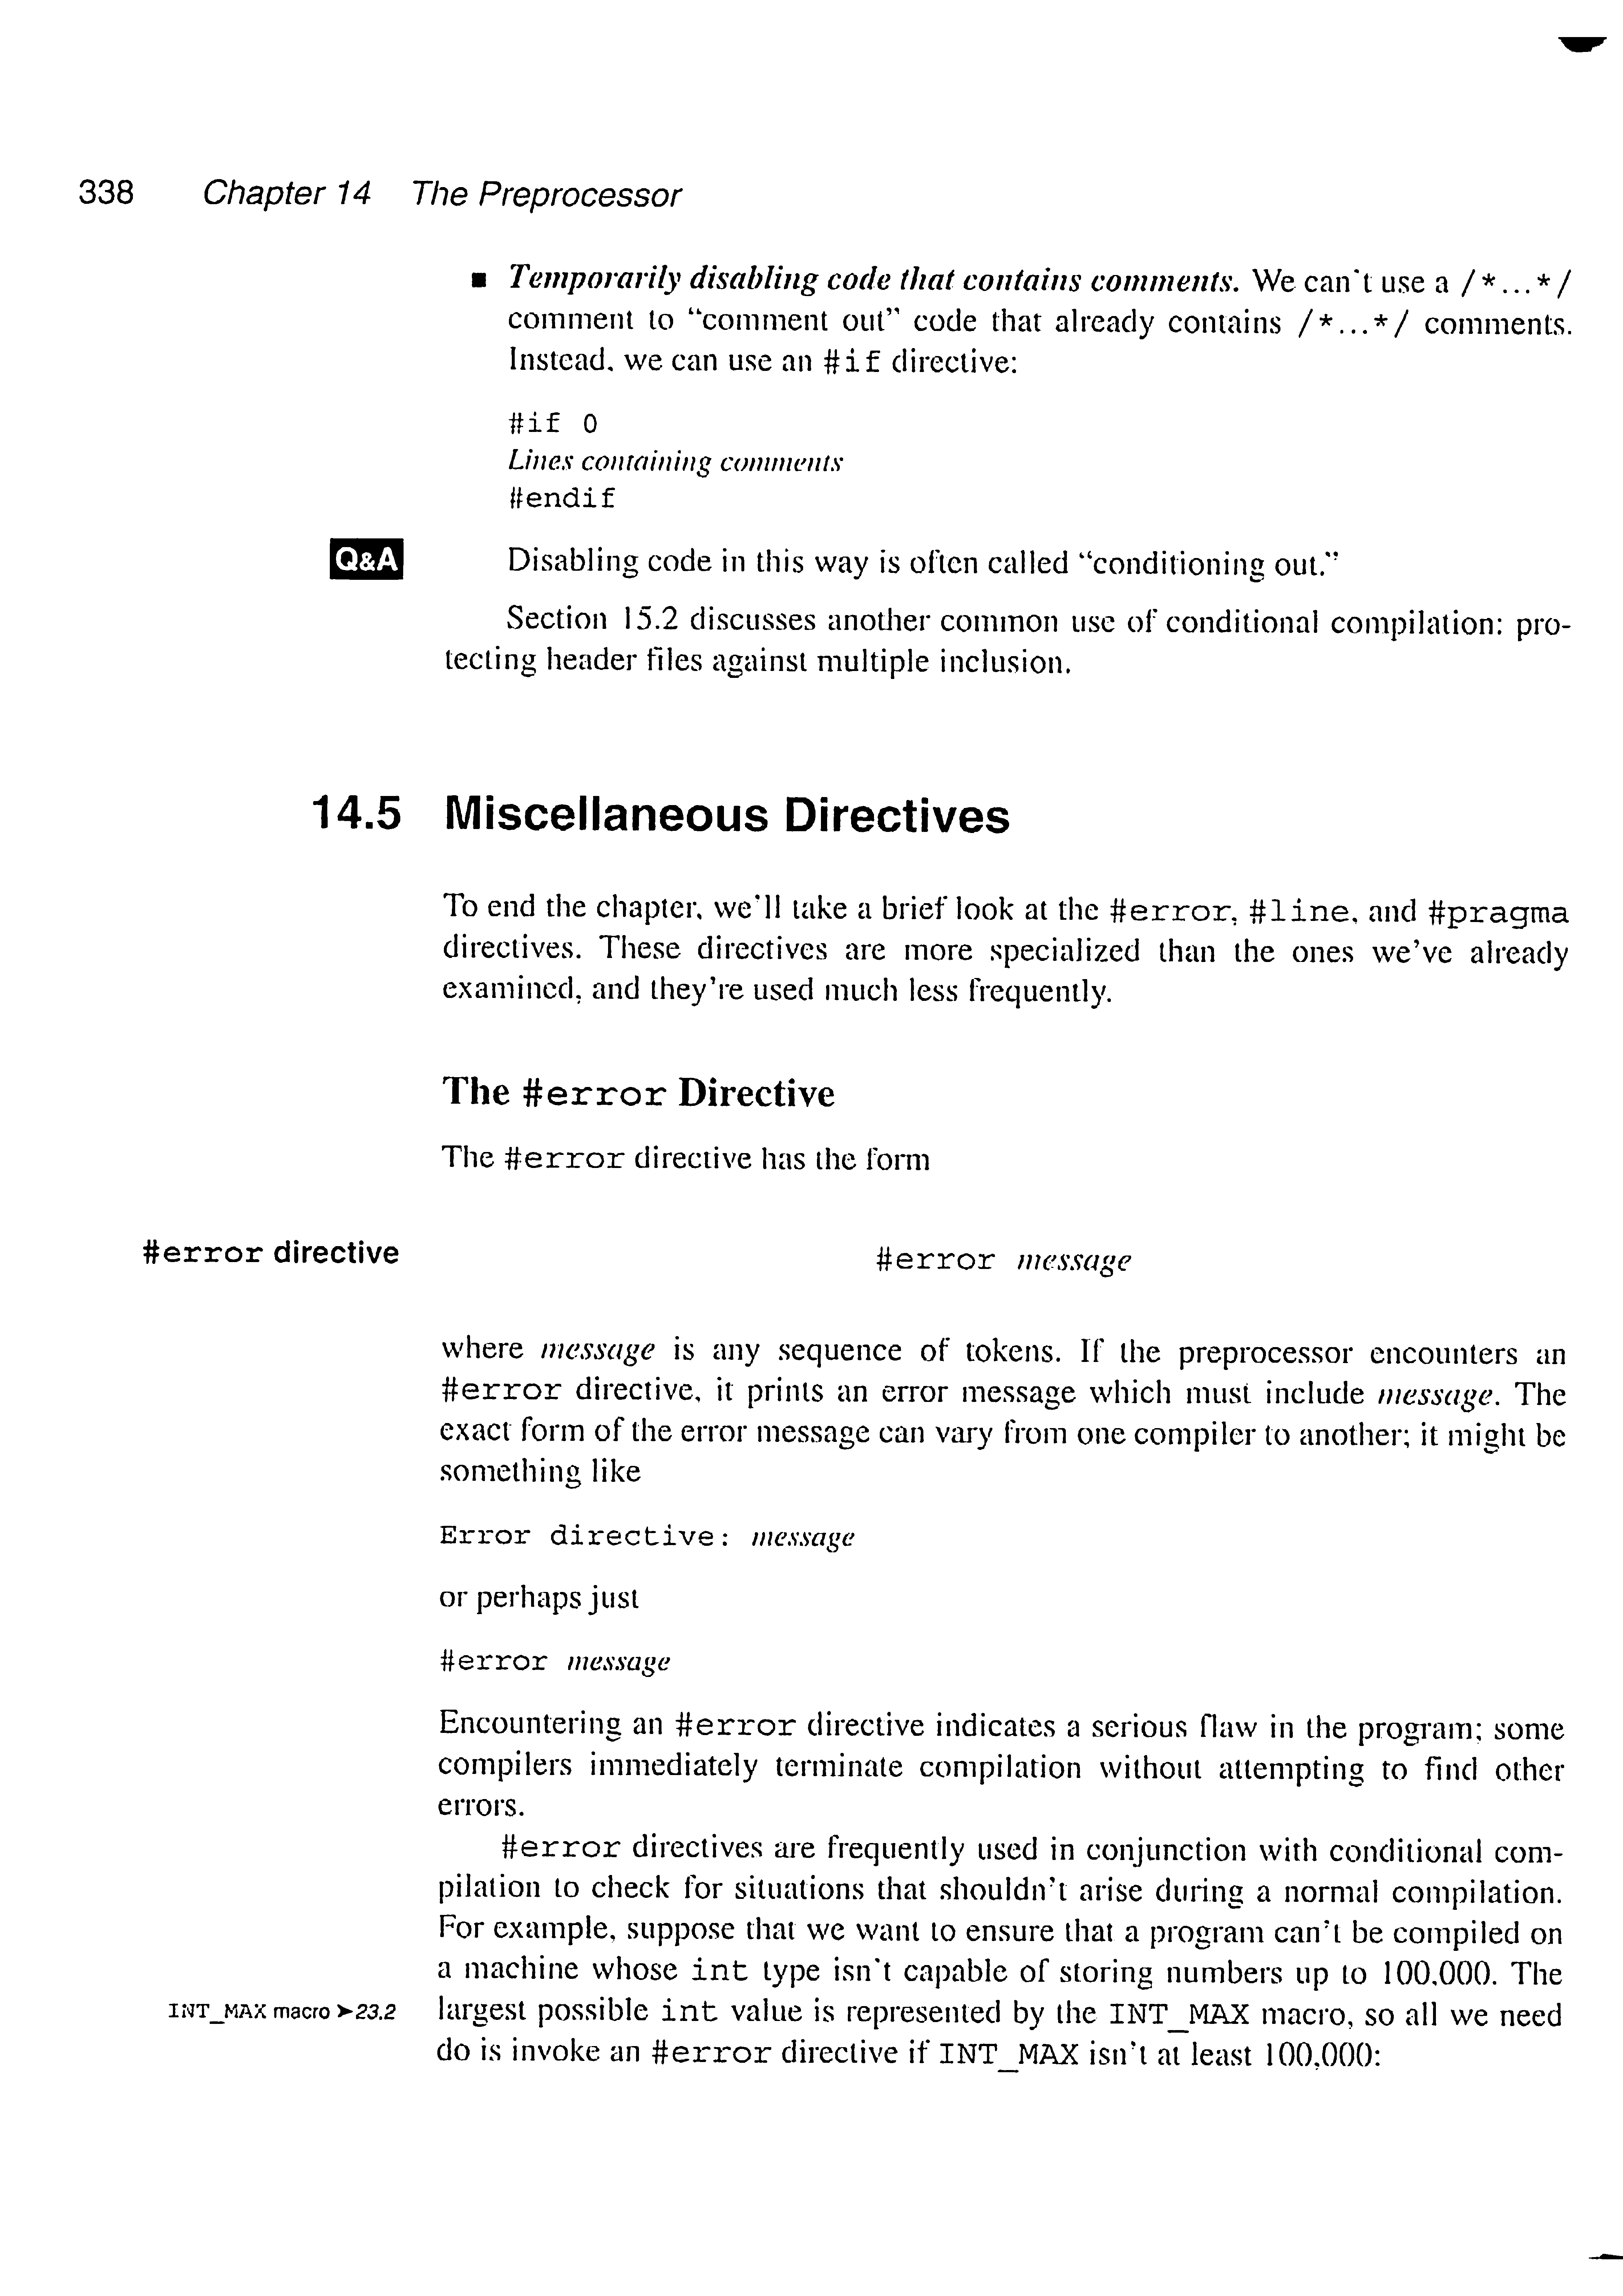 338 Chapter 14 The Preprocessor
■ Temporarily disabling code that contains comments. We can't use a /*...*/
comment to “comment out” code that already contains /*...*/ comments.
Instead, we can use an #if directive:
#if 0
Lines containing comments
#endif
Q&A Disabling code in this way is often called “conditioning out.”
Section 15.2 discusses another common use of conditional compilation: pro-
tecting header files against multiple inclusion.
14.5 Miscellaneous Directives
To end the chapter, we'll take a brief look at the #error, #line, and #pragma
directives. These directives are more specialized than the ones we've already
examined, and they're used much less frequently.
The #error Directive
The #error directive has the form
#error directive #error message
where message is any sequence of tokens. If the preprocessor encounters an
#error directive, it prints an error message which must include message. The
exact form of the error message can vary from one compiler to another; it might be
something like
Error directive: message
or perhaps just
#error message
Encountering an #error directive indicates a serious flaw in the program; some
compilers immediately terminate compilation without attempting to find other
errors.
#error directives are frequently used in conjunction with conditional com-
pilation to check for situations that shouldn't arise during a normal compilation.
For example, suppose that we want to ensure that a program can't be compiled on
a machine whose int type isn't capable of storing numbers up to 100,000. The
INT_MAX macro ➤23.2 largest possible int value is represented by the INT_MAX macro, so all we need
do is invoke an #error directive if INT_MAX isn't at least 100,000: